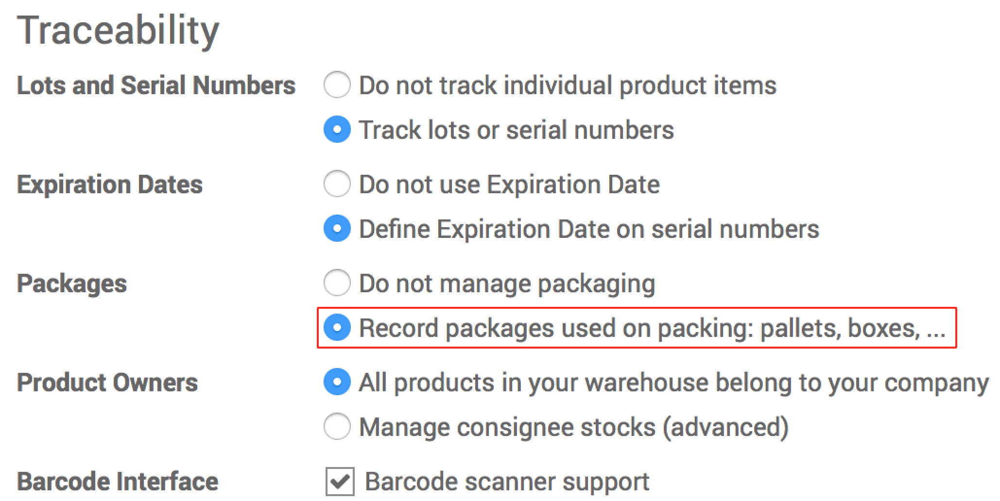 Traceability
Lots and Serial Numbers Do not track individual product items
Track lots or serial numbers
Expiration Dates Do not use Expiration Date
Define Expiration Date on serial numbers
Packages Do not manage packaging
Record packages used on packing: pallets, boxes, ...
Product Owners All products in your warehouse belong to your company
Manage consignee stocks (advanced)
Barcode Interface Barcode scanner support